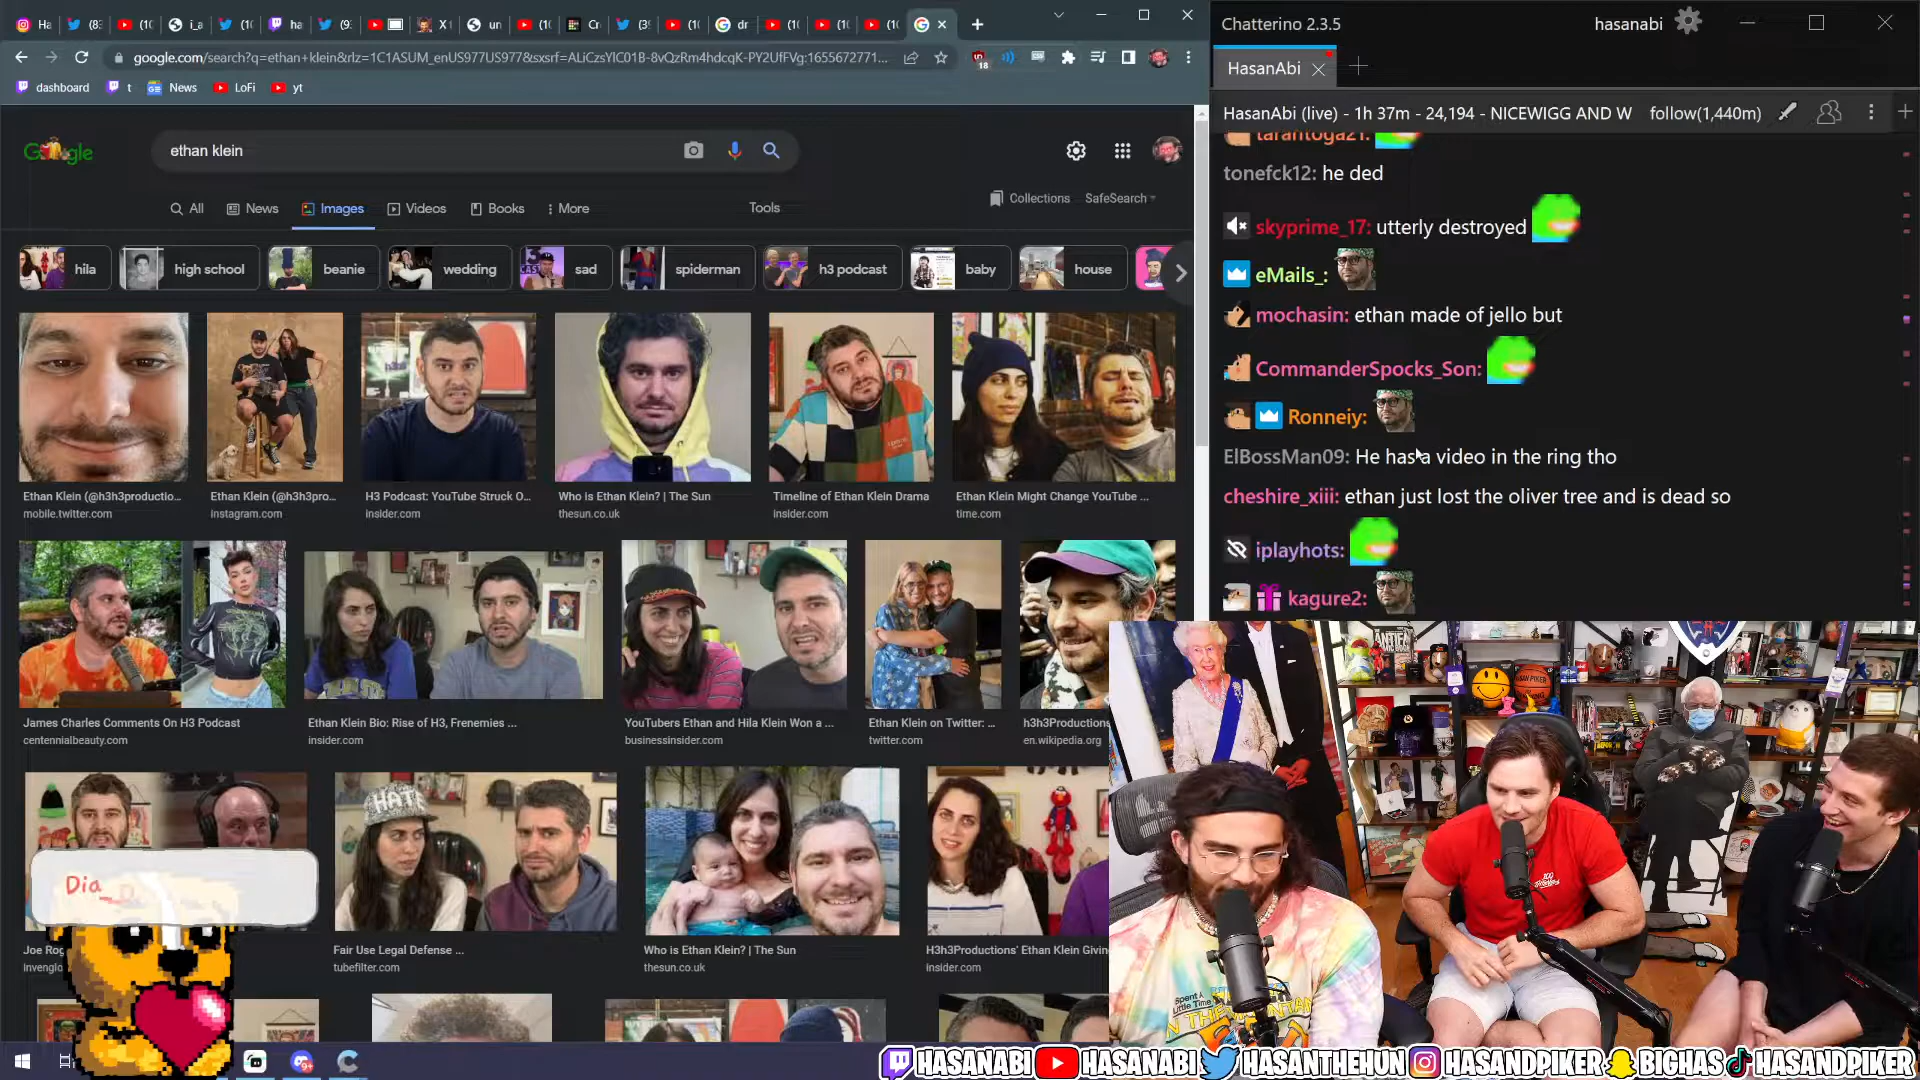 Chatterino 2.3.5
hasanabi
google.com/search?q=ethan+klein&rlz=1C1ASUM_enUS977US977&sxsrf=ALiCzsYlC01B-8vQzRm4hdcqK-PY2UfFVg:1655672771...
18
dashboard
t
News
LoFi
yt
HasanAbi
HasanAbi (live) - 1h 37m - 24,194 - NICEWIGG AND W
follow(1,440m)
ethan klein
All
News
Images
Videos
Books
More
Tools
Collections
SafeSearch
hila
high school
beanie
wedding
sad
spiderman
h3 podcast
baby
house
tarantoga21:
tonefck12: he ded
skyprime_17: utterly destroyed
eMails_:
mochasin: ethan made of jello but
CommanderSpocks_Son:
Ronneiy:
ElBossMan09: He has a video in the ring tho
cheshire_xiii: ethan just lost the oliver tree and is dead so
iplayhots:
kagure2:
Ethan Klein (@h3h3productio...
mobile.twitter.com
Ethan Klein (@h3h3pro...
instagram.com
H3 Podcast: YouTube Struck O...
insider.com
Who is Ethan Klein? | The Sun
thesun.co.uk
Timeline of Ethan Klein Drama
insider.com
Ethan Klein Might Change YouTube ...
time.com
James Charles Comments On H3 Podcast
centennialbeauty.com
Ethan Klein Bio: Rise of H3, Frenemies ...
insider.com
YouTubers Ethan and Hila Klein Won a ...
businessinsider.com
Ethan Klein on Twitter: ...
twitter.com
h3h3Productions
en.wikipedia.org
Dia
Joe Rog
invenglo
Fair Use Legal Defense ...
tubefilter.com
Who is Ethan Klein? | The Sun
thesun.co.uk
H3h3Productions' Ethan Klein Givin
insider.com
HASANABI
HASANABI
HASANTHEHUN
HASANDPIKER
BIGHAS
HASANDPIKER